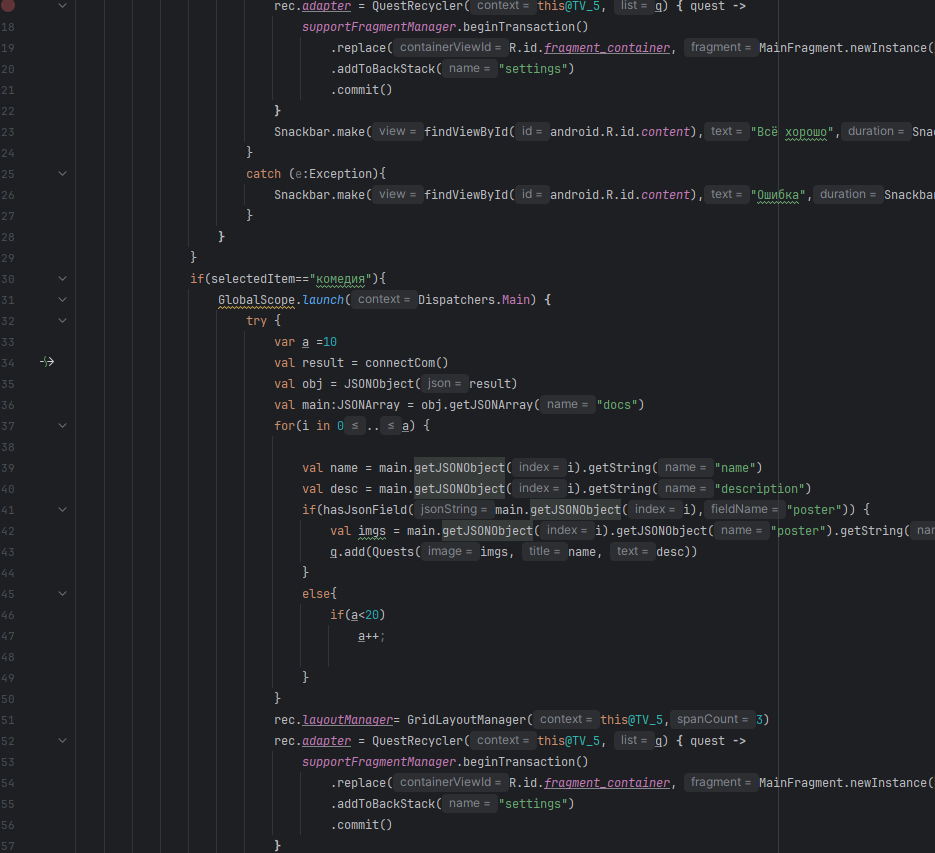 rec.adapter = QuestRecycler( context = this@TV_5, list = q) { quest ->
18 supportFragmentManager.beginTransaction()
19 .replace( containerViewId = R.id.fragment_container, fragment = MainFragment.newInstance(
20 .addToBackStack( name = "settings")
21 .commit()
22 }
23 Snackbar.make( view = findViewById( id = android.R.id.content), text = "Всё хорошо", duration = Snac
24 }
25 catch (e:Exception){
26 Snackbar.make( view = findViewById( id = android.R.id.content), text = "Ошибка", duration = Snackbar
27 }
28 }
29 }
30 if(selectedItem=="комедия"){
31 GlobalScope.launch( context = Dispatchers.Main) {
32 try {
33 var a =10
34 val result = connectCom()
35 val obj = JSONObject( json = result)
36 val main:JSONArray = obj.getJSONArray( name = "docs")
37 for(i in 0 ≤ .. ≤ a) {
38
39 val name = main.getJSONObject( index = i).getString( name = "name")
40 val desc = main.getJSONObject( index = i).getString( name = "description")
41 if(hasJsonField( jsonString = main.getJSONObject( index = i), fieldName = "poster")) {
42 val imgs = main.getJSONObject( index = i).getJSONObject( name = "poster").getString( nam
43 q.add(Quests( image = imgs, title = name, text = desc))
44 }
45 else{
46 if(a<20)
47 a++;
48
49 }
50 }
51 rec.layoutManager= GridLayoutManager( context = this@TV_5, spanCount = 3)
52 rec.adapter = QuestRecycler( context = this@TV_5, list = q) { quest ->
53 supportFragmentManager.beginTransaction()
54 .replace( containerViewId = R.id.fragment_container, fragment = MainFragment.newInstance(
55 .addToBackStack( name = "settings")
56 .commit()
57 }